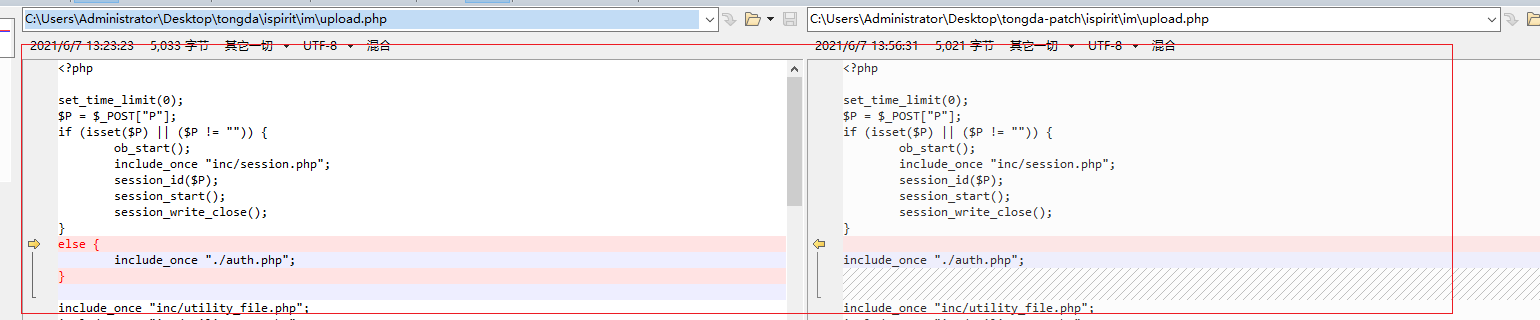 C:\Users\Administrator\Desktop\tongda\ispirit\im\upload.php
2021/6/7 13:23:23 5,033 字节 其它一切 UTF-8 混合
<?php
set_time_limit(0);
$P = $_POST["P"];
if (isset($P) || ($P != "")) {
ob_start();
include_once "inc/session.php";
session_id($P);
session_start();
session_write_close();
}
else {
include_once "./auth.php";
}
include_once "inc/utility_file.php";
C:\Users\Administrator\Desktop\tongda-patch\ispirit\im\upload.php
2021/6/7 13:56:31 5,021 字节 其它一切 UTF-8 混合
<?php
set_time_limit(0);
$P = $_POST["P"];
if (isset($P) || ($P != "")) {
ob_start();
include_once "inc/session.php";
session_id($P);
session_start();
session_write_close();
}
include_once "./auth.php";
include_once "inc/utility_file.php";